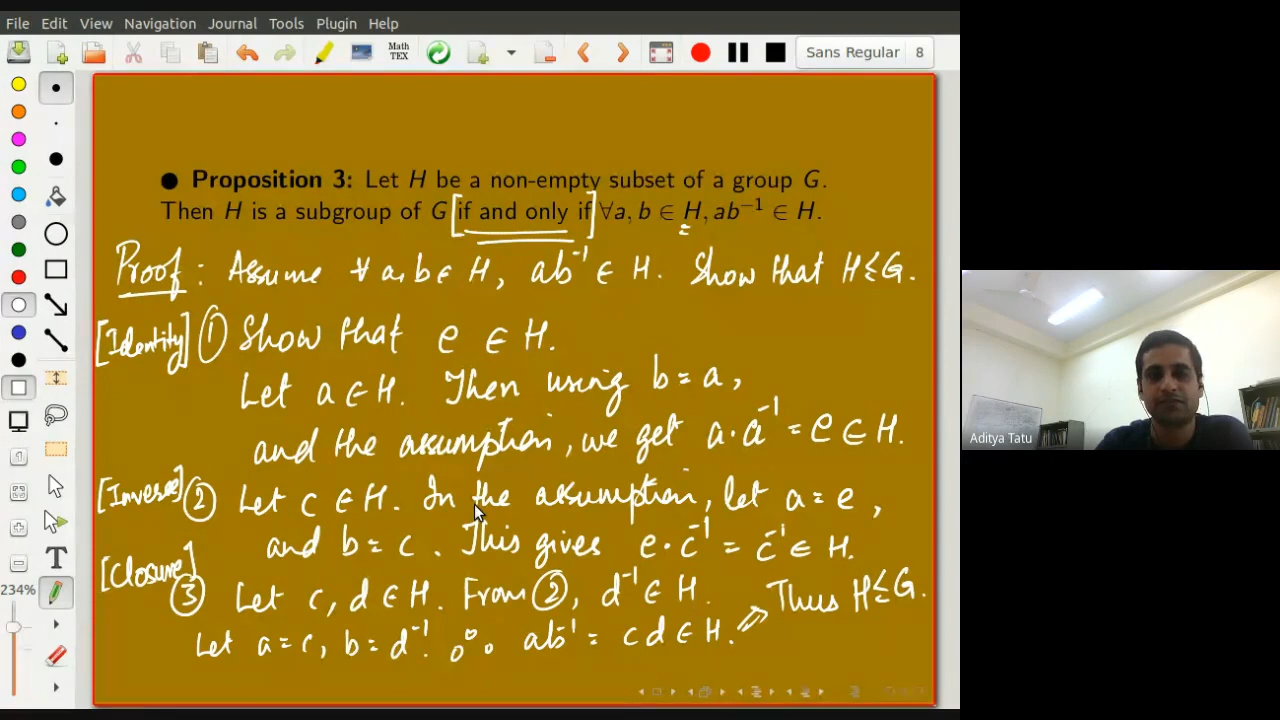 File Edit View Navigation Journal Tools Plugin Help
Math TEX Sans Regular 8
● Proposition 3: Let H be a non-empty subset of a group G.
Then H is a subgroup of G [if and only if] ∀a, b ∈ H, ab⁻¹ ∈ H.
Proof: Assume ∀ a, b ∈ H, ab⁻¹ ∈ H. Show that H ≤ G.
[Identity] ① Show that e ∈ H.
Let a ∈ H. Then using b = a,
and the assumption, we get a·a⁻¹ = e ∈ H.
[Inverse] ② Let c ∈ H. In the assumption, let a = e,
and b = c. This gives e·c⁻¹ = c⁻¹ ∈ H.
[Closure]
③ Let c, d ∈ H. From ②, d⁻¹ ∈ H.
Let a = c, b = d⁻¹. ∴ ab⁻¹ = cd ∈ H. ⇒ Thus H ≤ G.
234%
T
Aditya Tatu